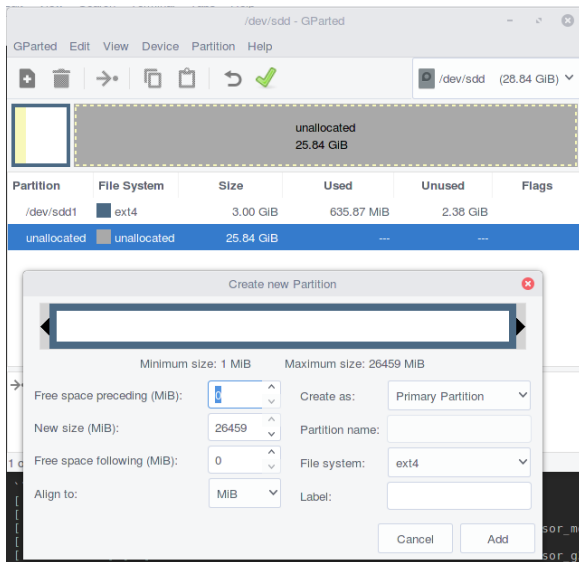 /dev/sdd - GParted
GParted Edit View Device Partition Help
/dev/sdd (28.84 GiB)
unallocated
25.84 GiB
Partition File System Size Used Unused Flags
/dev/sdd1 ext4 3.00 GiB 635.87 MiB 2.38 GiB
unallocated unallocated 25.84 GiB --- ---
Create new Partition
Minimum size: 1 MiB Maximum size: 26459 MiB
Free space preceding (MiB): 0 Create as: Primary Partition
New size (MiB): 26459 Partition name:
Free space following (MiB): 0 File system: ext4
Align to: MiB Label:
Cancel Add